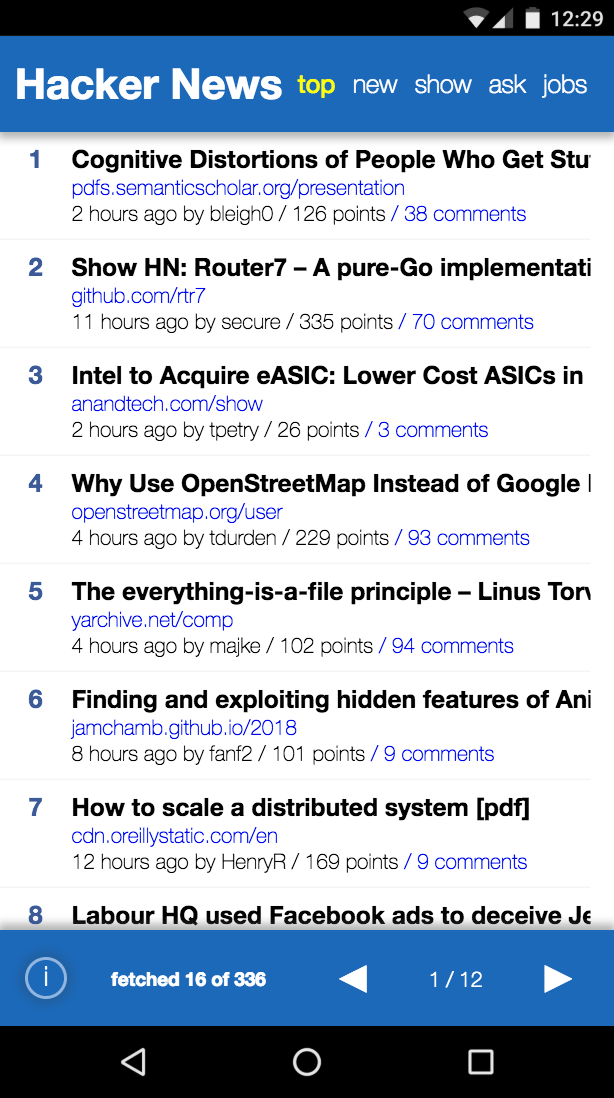 12:29
Hacker News top new show ask jobs
1 Cognitive Distortions of People Who Get Stu
pdfs.semanticscholar.org/presentation
2 hours ago by bleigh0 / 126 points / 38 comments
2 Show HN: Router7 – A pure-Go implementati
github.com/rtr7
11 hours ago by secure / 335 points / 70 comments
3 Intel to Acquire eASIC: Lower Cost ASICs in
anandtech.com/show
2 hours ago by tpetry / 26 points / 3 comments
4 Why Use OpenStreetMap Instead of Google
openstreetmap.org/user
4 hours ago by tdurden / 229 points / 93 comments
5 The everything-is-a-file principle – Linus Torv
yarchive.net/comp
4 hours ago by majke / 102 points / 94 comments
6 Finding and exploiting hidden features of Ani
jamchamb.github.io/2018
8 hours ago by fanf2 / 101 points / 9 comments
7 How to scale a distributed system [pdf]
cdn.oreillystatic.com/en
12 hours ago by HenryR / 169 points / 9 comments
8 Labour HQ used Facebook ads to deceive Je
i fetched 16 of 336 1 / 12